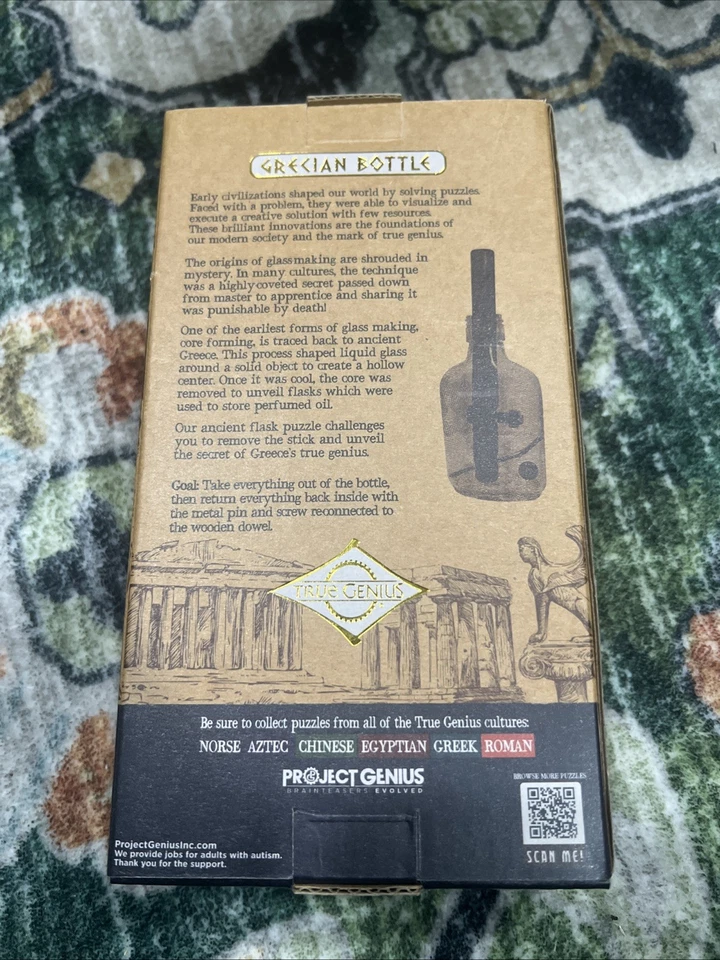 GRECIAN BOTTLE
Early civilizations shaped our world by solving puzzles.
Faced with a problem, they were able to visualize and
execute a creative solution with few resources.
These brilliant innovations are the foundations of
our modern society and the mark of true genius.
The origins of glassmaking are shrouded in
mystery. In many cultures, the technique
was a highly coveted secret passed down
from master to apprentice and sharing it
was punishable by death!
One of the earliest forms of glass making,
core forming, is traced back to ancient
Greece. This process shaped liquid glass
around a solid object to create a hollow
center. Once it was cool, the core was
removed to unveil flasks which were
used to store perfumed oil.
Our ancient flask puzzle challenges
you to remove the stick and unveil
the secret of Greece's true genius.
Goal: Take everything out of the bottle,
then return everything back inside with
the metal pin and screw reconnected to
the wooden dowel.
TRUE GENIUS
Be sure to collect puzzles from all of the True Genius cultures:
NORSE AZTEC CHINESE EGYPTIAN GREEK ROMAN
PROJECT GENIUS
BRAINTEASERS EVOLVED
BROWSE MORE PUZZLES
SCAN ME!
ProjectGeniusInc.com
We provide jobs for adults with autism.
Thank you for the support.